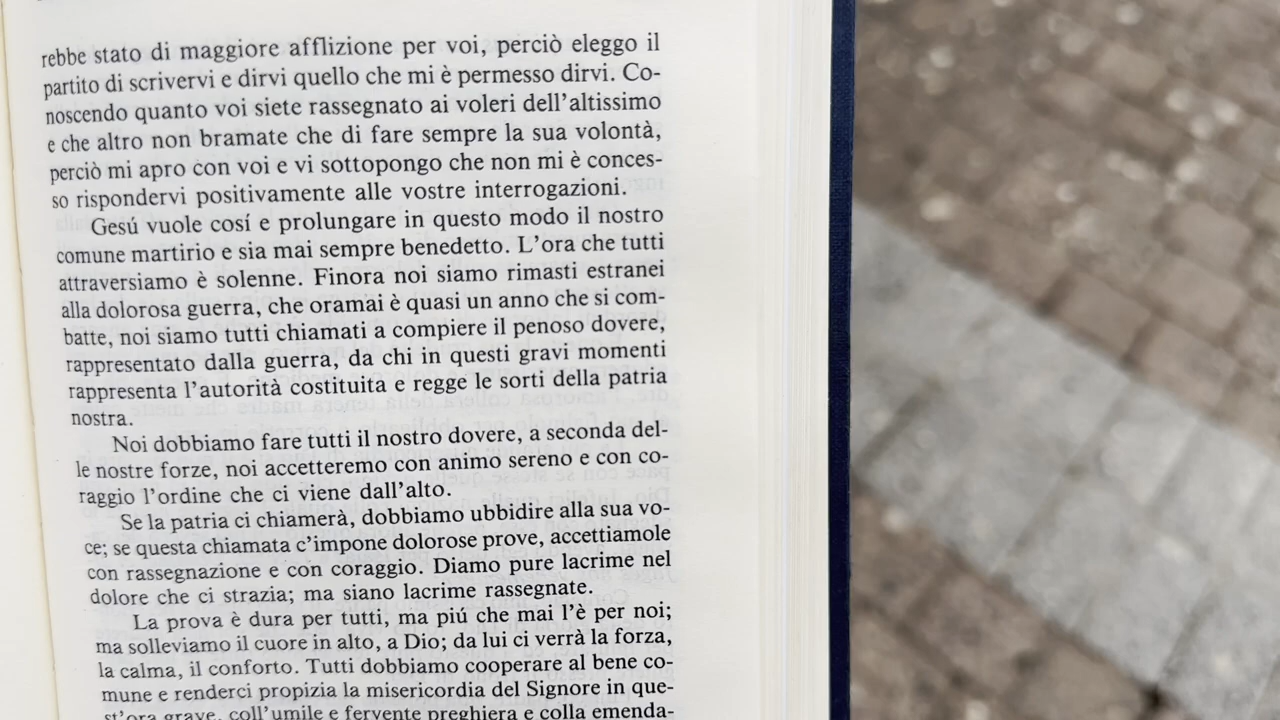 rebbe stato di maggiore afflizione per voi, perciò eleggo il
partito di scrivervi e dirvi quello che mi è permesso dirvi. Co-
noscendo quanto voi siete rassegnato ai voleri dell'altissimo
e che altro non bramate che di fare sempre la sua volontà,
perciò mi apro con voi e vi sottopongo che non mi è conces-
so rispondervi positivamente alle vostre interrogazioni.
Gesú vuole cosí e prolungare in questo modo il nostro
comune martirio e sia mai sempre benedetto. L'ora che tutti
attraversiamo è solenne. Finora noi siamo rimasti estranei
alla dolorosa guerra, che oramai è quasi un anno che si com-
batte, noi siamo tutti chiamati a compiere il penoso dovere,
rappresentato dalla guerra, da chi in questi gravi momenti
rappresenta l'autorità costituita e regge le sorti della patria
nostra.
Noi dobbiamo fare tutti il nostro dovere, a seconda del-
le nostre forze, noi accetteremo con animo sereno e con co-
raggio l'ordine che ci viene dall'alto.
Se la patria ci chiamerà, dobbiamo ubbidire alla sua vo-
ce; se questa chiamata c'impone dolorose prove, accettiamole
con rassegnazione e con coraggio. Diamo pure lacrime nel
dolore che ci strazia; ma siano lacrime rassegnate.
La prova è dura per tutti, ma piú che mai l'è per noi;
ma solleviamo il cuore in alto, a Dio; da lui ci verrà la forza,
la calma, il conforto. Tutti dobbiamo cooperare al bene co-
mune e renderci propizia la misericordia del Signore in que-
st'ora grave, coll'umile e fervente preghiera e colla emenda-